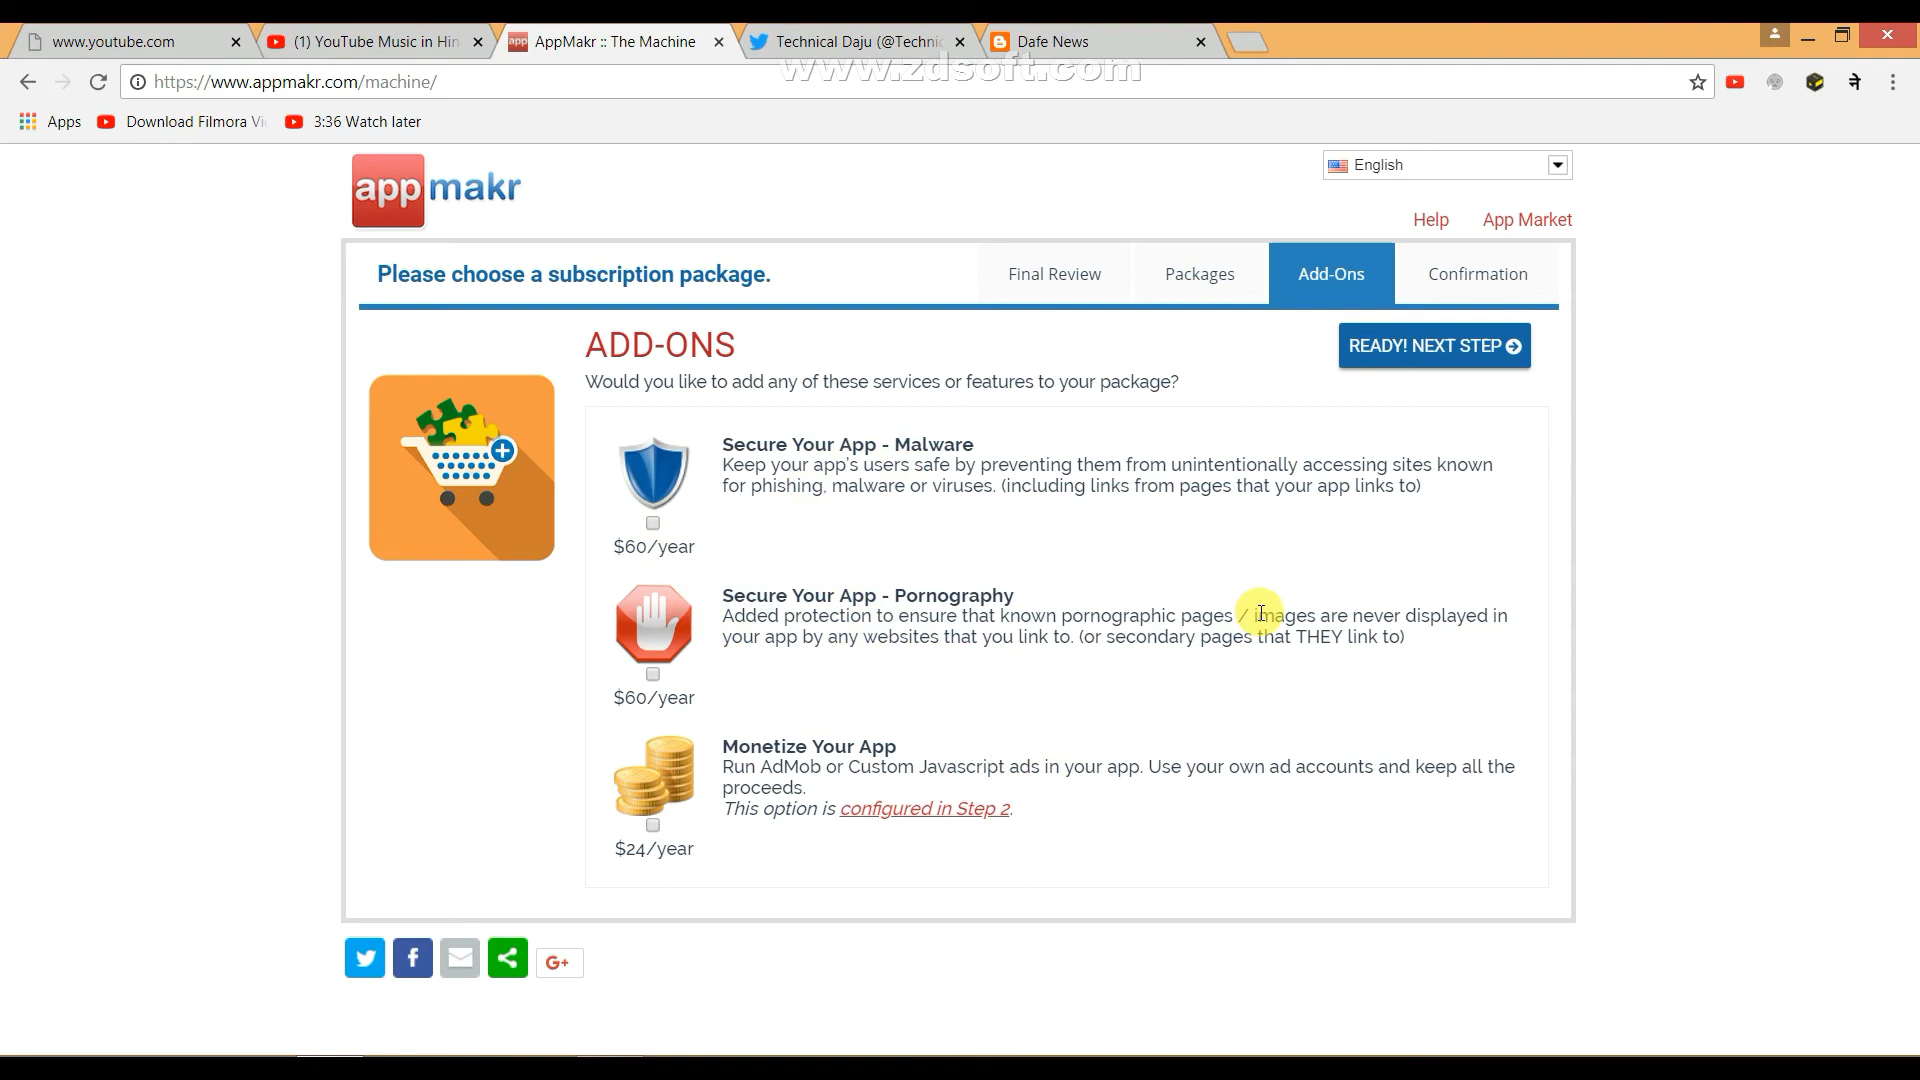 www.youtube.com
(1) YouTube Music in Hin
app
AppMakr :: The Machine
Technical Daju (@Technic
Dafe News
www.zdsoft.com
https://www.appmakr.com/machine/
ने
Apps
Download Filmora Vi
3:36 Watch later
appmakr
English
Help
App Market
Please choose a subscription package.
Final Review
Packages
Add-Ons
Confirmation
ADD-ONS
READY! NEXT STEP
Would you like to add any of these services or features to your package?
Secure Your App - Malware
Keep your app's users safe by preventing them from unintentionally accessing sites known
for phishing, malware or viruses. (including links from pages that your app links to)
$60/year
Secure Your App - Pornography
Added protection to ensure that known pornographic pages / images are never displayed in
your app by any websites that you link to. (or secondary pages that THEY link to)
$60/year
Monetize Your App
Run AdMob or Custom Javascript ads in your app. Use your own ad accounts and keep all the
proceeds.
This option is configured in Step 2.
$24/year
G+